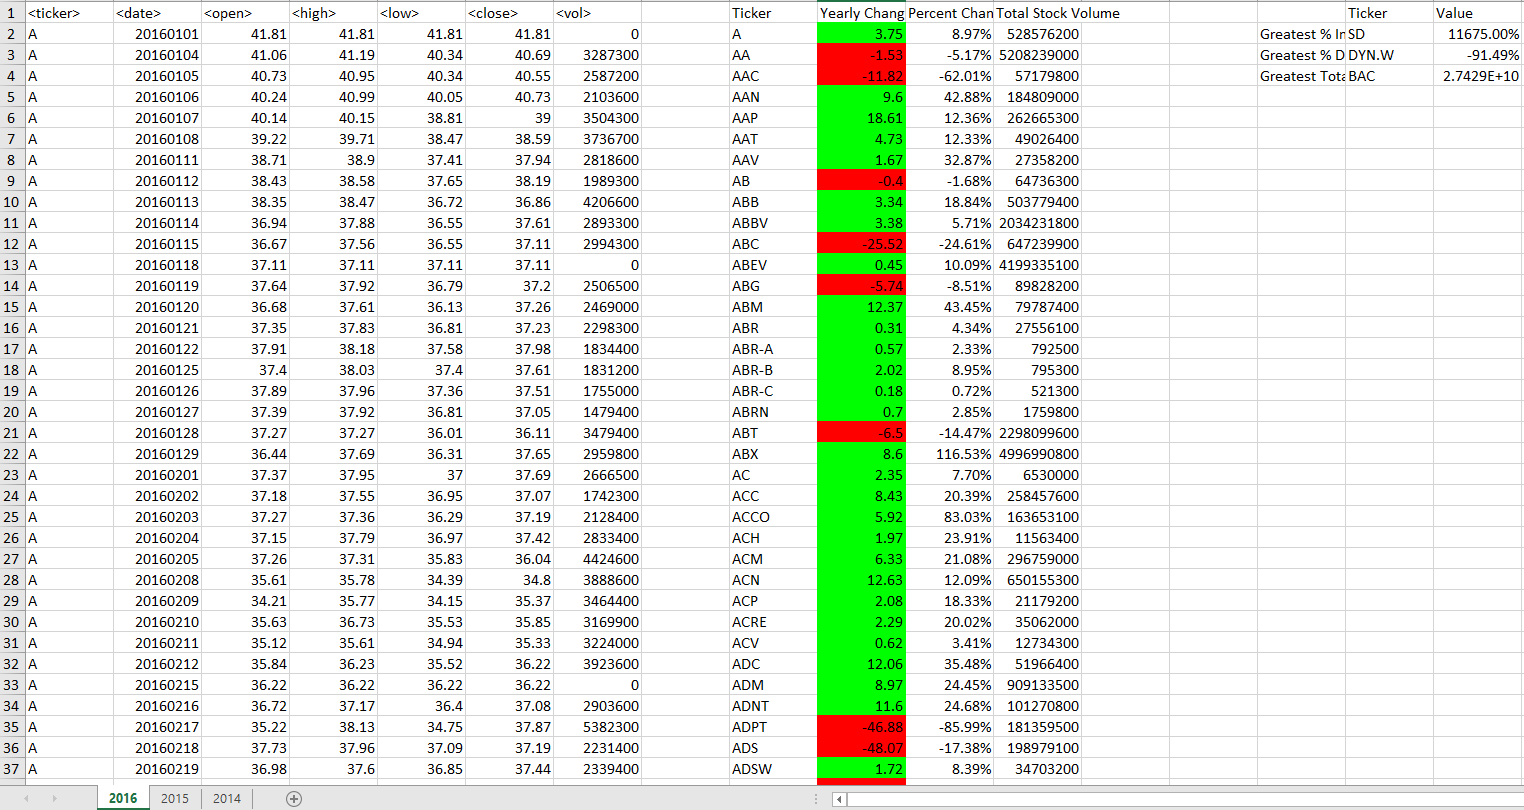 1 <ticker> <date> <open> <high> <low> <close> <vol> Ticker Yearly Chang Percent Chan Total Stock Volume Ticker Value
2 A 20160101 41.81 41.81 41.81 41.81 0 A 3.75 8.97% 528576200 Greatest % In SD 11675.00%
3 A 20160104 41.06 41.19 40.34 40.69 3287300 AA -1.53 -5.17% 5208239000 Greatest % D DYN.W -91.49%
4 A 20160105 40.73 40.95 40.34 40.55 2587200 AAC -11.82 -62.01% 57179800 Greatest Tota BAC 2.7429E+10
5 A 20160106 40.24 40.99 40.05 40.73 2103600 AAN 9.6 42.88% 184809000
6 A 20160107 40.14 40.15 38.81 39 3504300 AAP 18.61 12.36% 262665300
7 A 20160108 39.22 39.71 38.47 38.59 3736700 AAT 4.73 12.33% 49026400
8 A 20160111 38.71 38.9 37.41 37.94 2818600 AAV 1.67 32.87% 27358200
9 A 20160112 38.43 38.58 37.65 38.19 1989300 AB -0.4 -1.68% 64736300
10 A 20160113 38.35 38.47 36.72 36.86 4206600 ABB 3.34 18.84% 503779400
11 A 20160114 36.94 37.88 36.55 37.61 2893300 ABBV 3.38 5.71% 2034231800
12 A 20160115 36.67 37.56 36.55 37.11 2994300 ABC -25.52 -24.61% 647239900
13 A 20160118 37.11 37.11 37.11 37.11 0 ABEV 0.45 10.09% 4199335100
14 A 20160119 37.64 37.92 36.79 37.2 2506500 ABG -5.74 -8.51% 89828200
15 A 20160120 36.68 37.61 36.13 37.26 2469000 ABM 12.37 43.45% 79787400
16 A 20160121 37.35 37.83 36.81 37.23 2298300 ABR 0.31 4.34% 27556100
17 A 20160122 37.91 38.18 37.58 37.98 1834400 ABR-A 0.57 2.33% 792500
18 A 20160125 37.4 38.03 37.4 37.61 1831200 ABR-B 2.02 8.95% 795300
19 A 20160126 37.89 37.96 37.36 37.51 1755000 ABR-C 0.18 0.72% 521300
20 A 20160127 37.39 37.92 36.81 37.05 1479400 ABRN 0.7 2.85% 1759800
21 A 20160128 37.27 37.27 36.01 36.11 3479400 ABT -6.5 -14.47% 2298099600
22 A 20160129 36.44 37.69 36.31 37.65 2959800 ABX 8.6 116.53% 4996990800
23 A 20160201 37.37 37.95 37 37.69 2666500 AC 2.35 7.70% 6530000
24 A 20160202 37.18 37.55 36.95 37.07 1742300 ACC 8.43 20.39% 258457600
25 A 20160203 37.27 37.36 36.29 37.19 2128400 ACCO 5.92 83.03% 163653100
26 A 20160204 37.15 37.79 36.97 37.42 2833400 ACH 1.97 23.91% 11563400
27 A 20160205 37.26 37.31 35.83 36.04 4424600 ACM 6.33 21.08% 296759000
28 A 20160208 35.61 35.78 34.39 34.8 3888600 ACN 12.63 12.09% 650155300
29 A 20160209 34.21 35.77 34.15 35.37 3464400 ACP 2.08 18.33% 21179200
30 A 20160210 35.63 36.73 35.53 35.85 3169900 ACRE 2.29 20.02% 35062000
31 A 20160211 35.12 35.61 34.94 35.33 3224000 ACV 0.62 3.41% 12734300
32 A 20160212 35.84 36.23 35.52 36.22 3923600 ADC 12.06 35.48% 51966400
33 A 20160215 36.22 36.22 36.22 36.22 0 ADM 8.97 24.45% 909133500
34 A 20160216 36.72 37.17 36.4 37.08 2903600 ADNT 11.6 24.68% 101270800
35 A 20160217 35.22 38.13 34.75 37.87 5382300 ADPT -46.88 -85.99% 181359500
36 A 20160218 37.73 37.96 37.09 37.19 2231400 ADS -48.07 -17.38% 198979100
37 A 20160219 36.98 37.6 36.85 37.44 2339400 ADSW 1.72 8.39% 34703200
2016 2015 2014